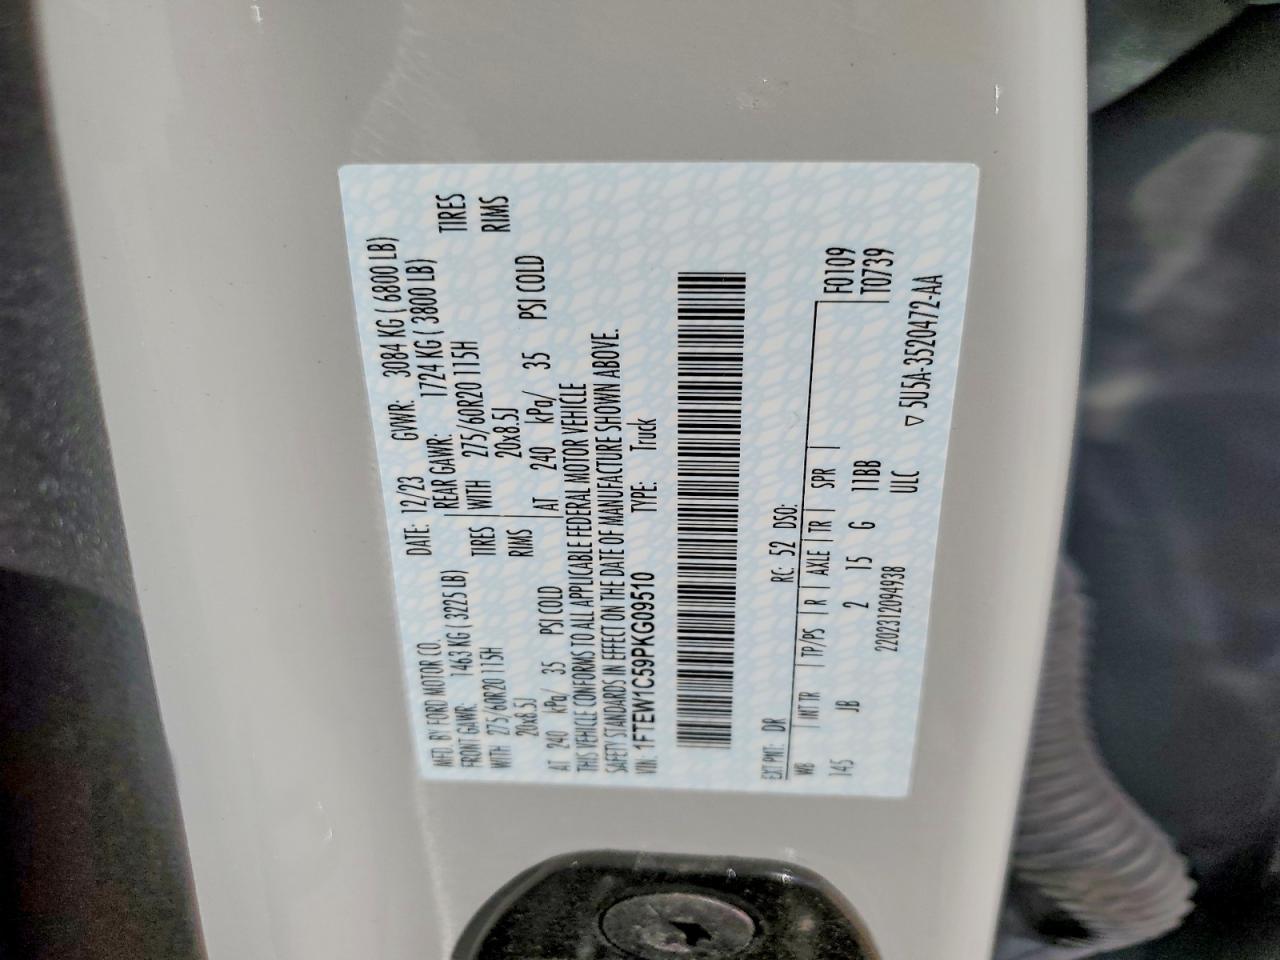 MFD. BY FORD MOTOR CO.
DATE: 12/23 GVWR: 3084 KG ( 6800 LB)
FRONT GAWR: 1463 KG ( 3225 LB)
REAR GAWR: 1724 KG ( 3800 LB)
WITH 275/60R20 115H TIRES
WITH 275/60R20 115H TIRES
20x8.5J RIMS
20x8.5J RIMS
AT 240 kPa/ 35 PSI COLD
AT 240 kPa/ 35 PSI COLD
THIS VEHICLE CONFORMS TO ALL APPLICABLE FEDERAL MOTOR VEHICLE
SAFETY STANDARDS IN EFFECT ON THE DATE OF MANUFACTURE SHOWN ABOVE.
VIN: 1FTEW1C59PKG09510 TYPE: Truck
EXT PNT: DR RC: 52 DSO:
WB INT TR TP/PS R AXLE TR SPR F0109
145 JB 2 15 G 11BB T0739
2202312094938 ULC ▽ 5U5A-3520472-AA